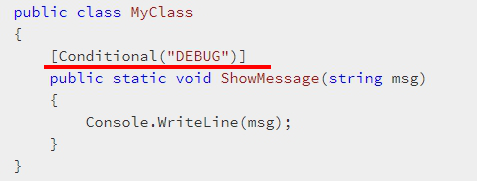 public class MyClass
{
    [Conditional("DEBUG")]
    public static void ShowMessage(string msg)
    {
        Console.WriteLine(msg);
    }
}